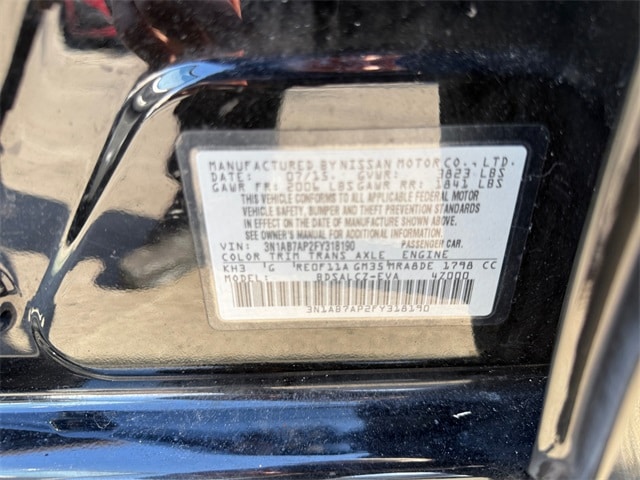 MANUFACTURED BY NISSAN MOTOR CO., LTD.
DATE: 07/15 GVWR: 3823 LBS
GAWR FR: 2006 LBS GAWR RR: 1841 LBS
THIS VEHICLE CONFORMS TO ALL APPLICABLE FEDERAL MOTOR
VEHICLE SAFETY, BUMPER AND THEFT PREVENTION STANDARDS
IN EFFECT ON THE DATE OF MANUFACTURE SHOWN ABOVE.
SEE OWNER'S MANUAL FOR ADDITIONAL INFORMATION.
VIN: 3N1AB7AP2FY318190 PASSENGER CAR.
COLOR TRIM TRANS AXLE ENGINE
KH3 G RE0F11A GM35 MRA8DE 1798 CC
MODEL: BDSALCZ-EVA 4Z000
3N1AB7AP2FY318190